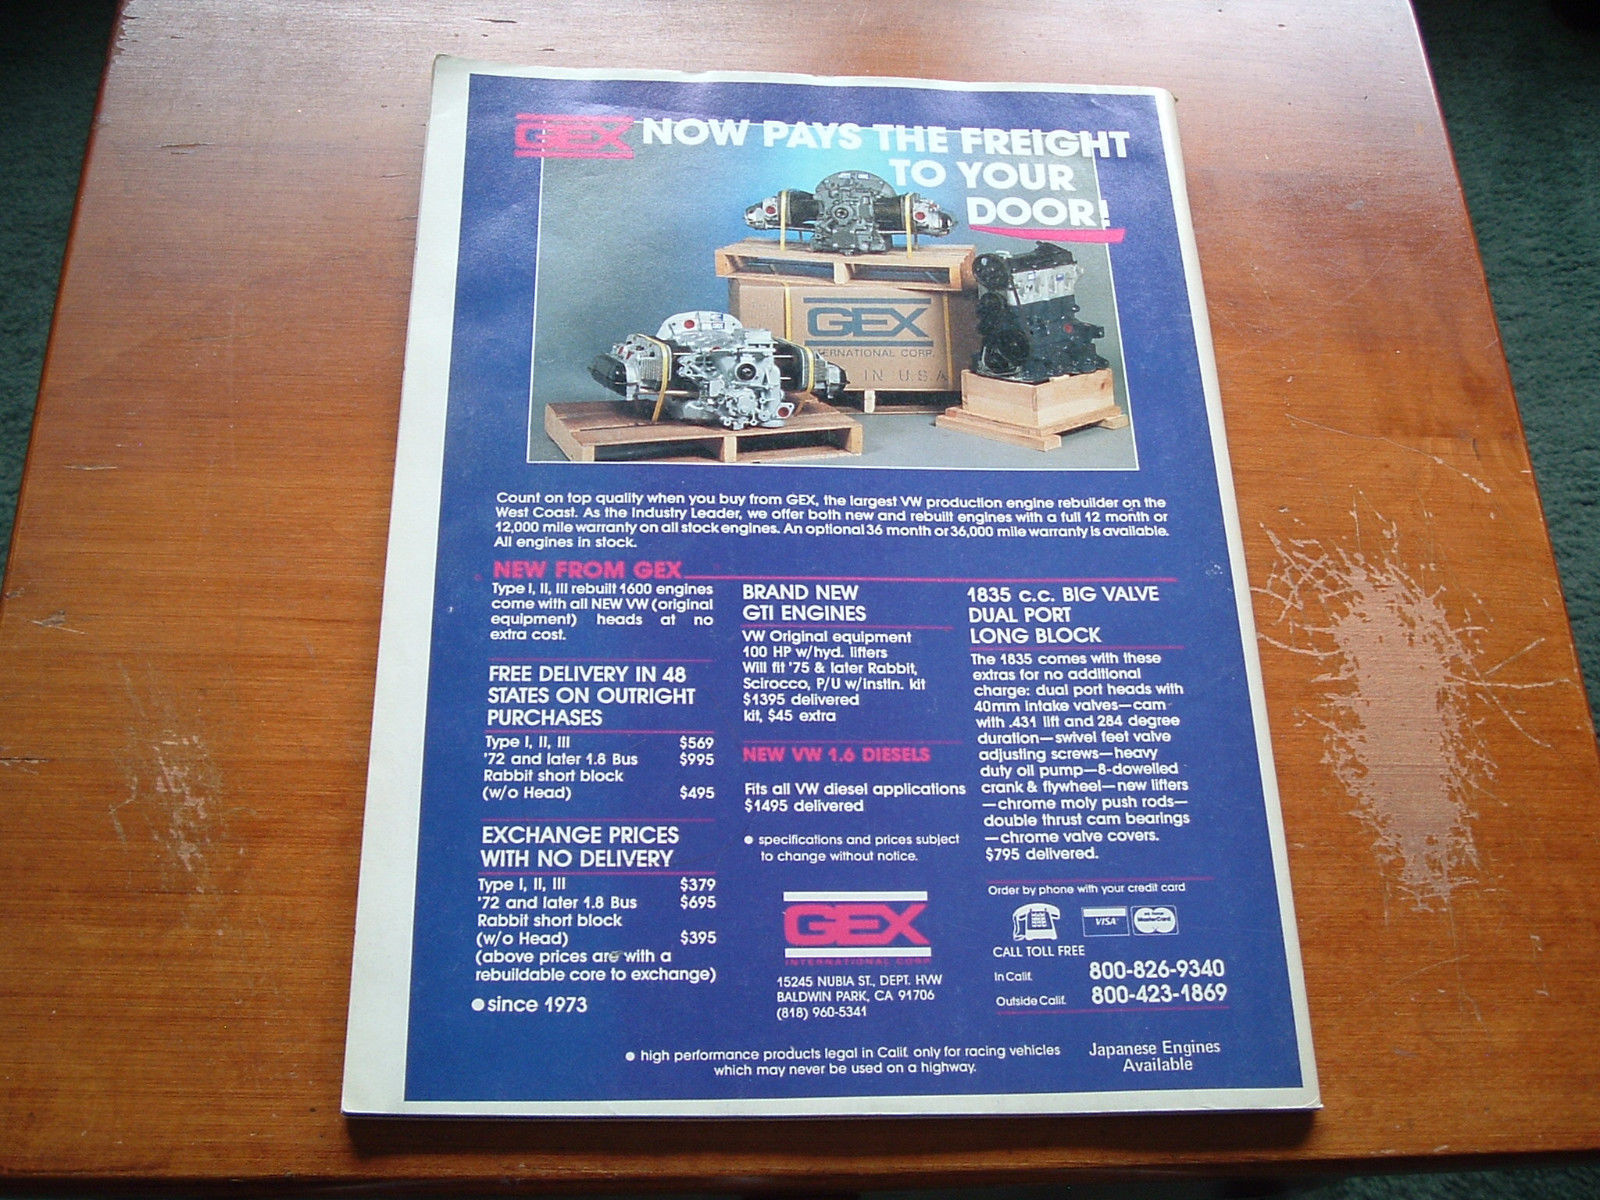 GEX NOW PAYS THE FREIGHT
TO YOUR
DOOR!
GEX
INTERNATIONAL CORP.
IN U.S.A
Count on top quality when you buy from GEX, the largest VW production engine rebuilder on the
West Coast. As the Industry Leader, we offer both new and rebuilt engines with a full 12 month or
12,000 mile warranty on all stock engines. An optional 36 month or 36,000 mile warranty is available.
All engines in stock.
NEW FROM GEX
Type I, II, III rebuilt 1600 engines
come with all NEW VW (original
equipment) heads at no
extra cost.
FREE DELIVERY IN 48
STATES ON OUTRIGHT
PURCHASES
Type I, II, III $569
'72 and later 1.8 Bus $995
Rabbit short block
(w/o Head) $495
EXCHANGE PRICES
WITH NO DELIVERY
Type I, II, III $379
'72 and later 1.8 Bus $695
Rabbit short block
(w/o Head) $395
(above prices are with a
rebuildable core to exchange)
• since 1973
BRAND NEW
GTI ENGINES
VW Original equipment
100 HP w/hyd. lifters
Will fit '75 & later Rabbit,
Scirocco, P/U w/instln. kit
$1395 delivered
kit, $45 extra
NEW VW 1.6 DIESELS
Fits all VW diesel applications
$1495 delivered
• specifications and prices subject
to change without notice.
GEX
INTERNATIONAL CORP.
15245 NUBIA ST., DEPT. HVW
BALDWIN PARK, CA 91706
(818) 960-5341
1835 c.c. BIG VALVE
DUAL PORT
LONG BLOCK
The 1835 comes with these
extras for no additional
charge: dual port heads with
40mm intake valves—cam
with .431 lift and 284 degree
duration—swivel feet valve
adjusting screws—heavy
duty oil pump—8-dowelled
crank & flywheel—new lifters
—chrome moly push rods—
double thrust cam bearings
—chrome valve covers.
$795 delivered.
Order by phone with your credit card
VISA MasterCard
CALL TOLL FREE
In Calif. 800-826-9340
Outside Calif. 800-423-1869
• high performance products legal in Calif. only for racing vehicles
which may never be used on a highway.
Japanese Engines
Available